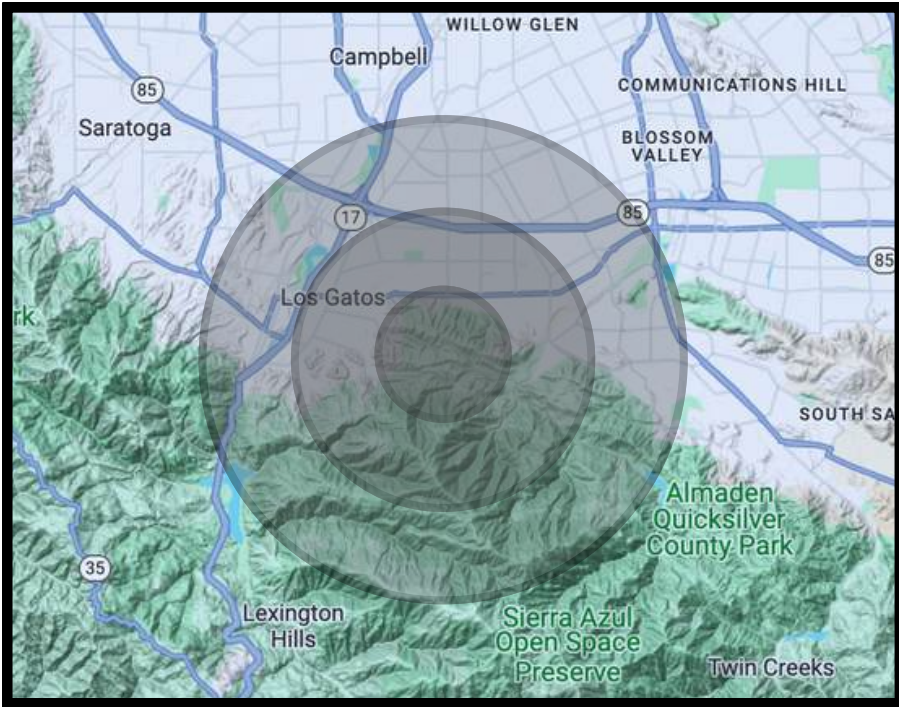 WILLOW GLEN
Campbell
COMMUNICATIONS HILL
85
Saratoga
BLOSSOM
VALLEY
17
85
85
Los Gatos
rk
SOUTH SA
Almaden
Quicksilver
County Park
35
Lexington
Hills
Sierra Azul
Open Space
Preserve
Twin Creeks